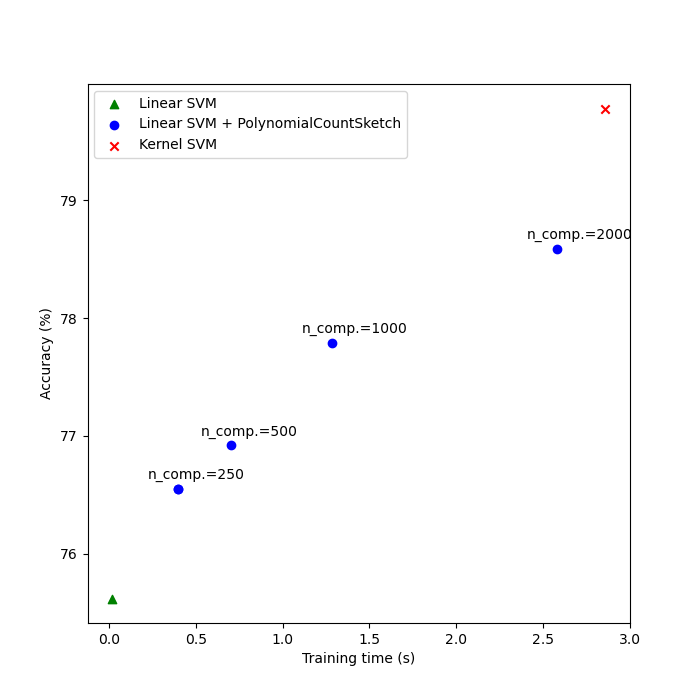 Linear SVM
Linear SVM + PolynomialCountSketch
Kernel SVM
79
n_comp.=2000
78
n_comp.=1000
Accuracy (%)
77
n_comp.=500
n_comp.=250
76
0.0 0.5 1.0 1.5 2.0 2.5 3.0
Training time (s)